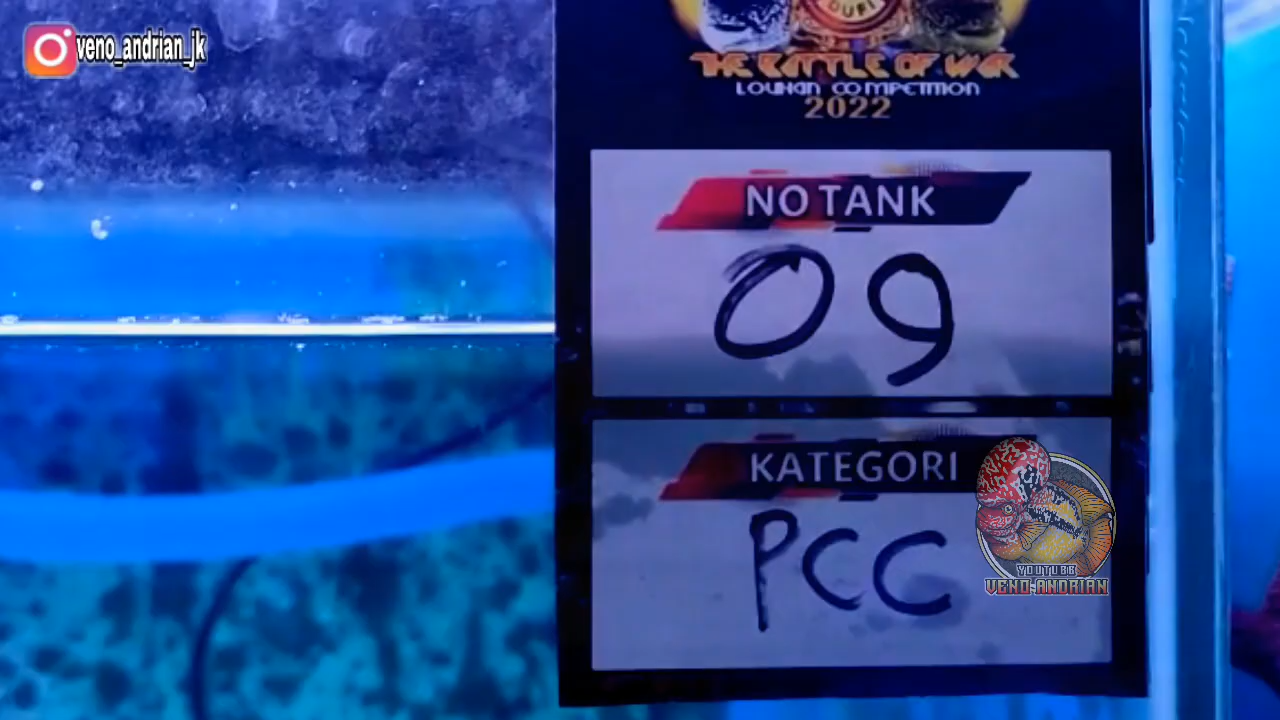 veno_andrian_jk
THE BATTLE OF WAR
LOUHAN COMPETITION
2022
NO TANK
09
KATEGORI
PCC
YOUTUBE
VENO ANDRIAN